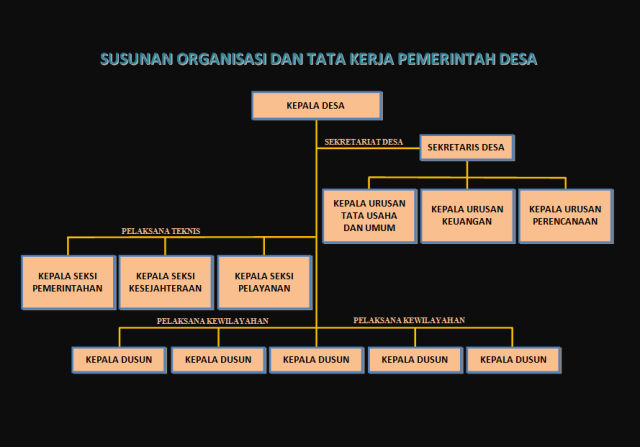 SUSUNAN ORGANISASI DAN TATA KERJA PEMERINTAH DESA
KEPALA DESA
SEKRETARIAT DESA
SEKRETARIS DESA
KEPALA URUSAN
TATA USAHA
DAN UMUM
KEPALA URUSAN
KEUANGAN
KEPALA URUSAN
PERENCANAAN
PELAKSANA TEKNIS
KEPALA SEKSI
PEMERINTAHAN
KEPALA SEKSI
KESEJAHTERAAN
KEPALA SEKSI
PELAYANAN
PELAKSANA KEWILAYAHAN
PELAKSANA KEWILAYAHAN
KEPALA DUSUN
KEPALA DUSUN
KEPALA DUSUN
KEPALA DUSUN
KEPALA DUSUN